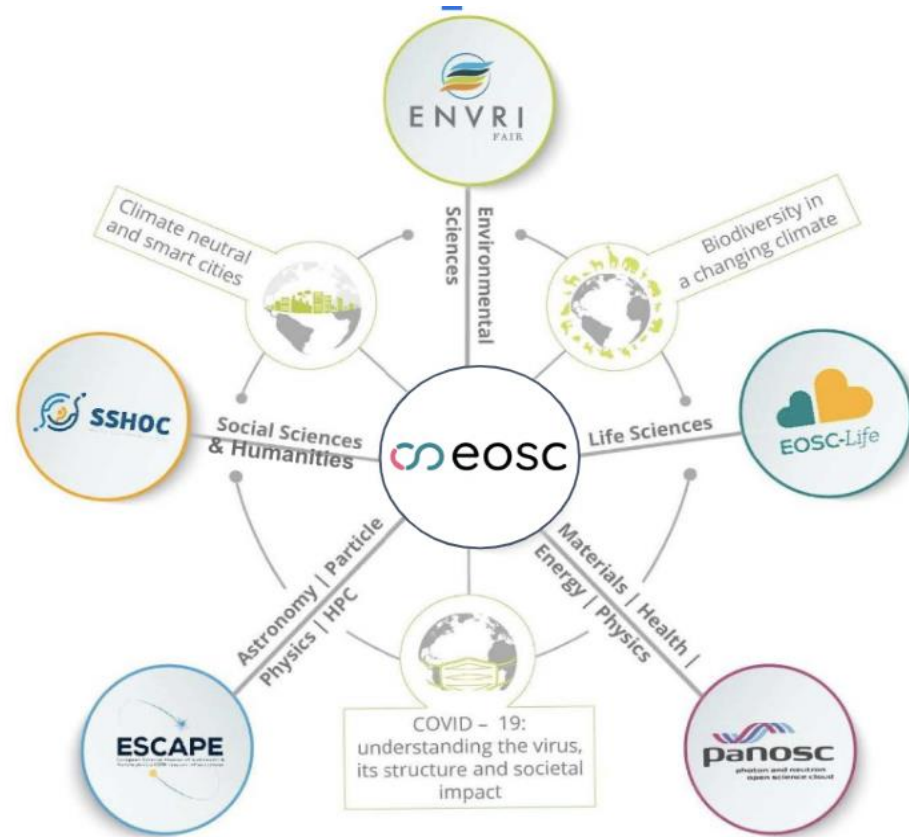 ENVRI
FAIR
Climate neutral
and smart cities
Environmental
Sciences
Biodiversity in
a changing climate
SSHOC
Social Sciences
& Humanities
eosc
Life Sciences
EOSC-Life
Astronomy | Particle
Physics | HPC
Materials | Health |
Energy | Physics
ESCAPE
COVID – 19:
understanding the virus,
its structure and societal
impact
panosc
photon and neutron
open science cloud